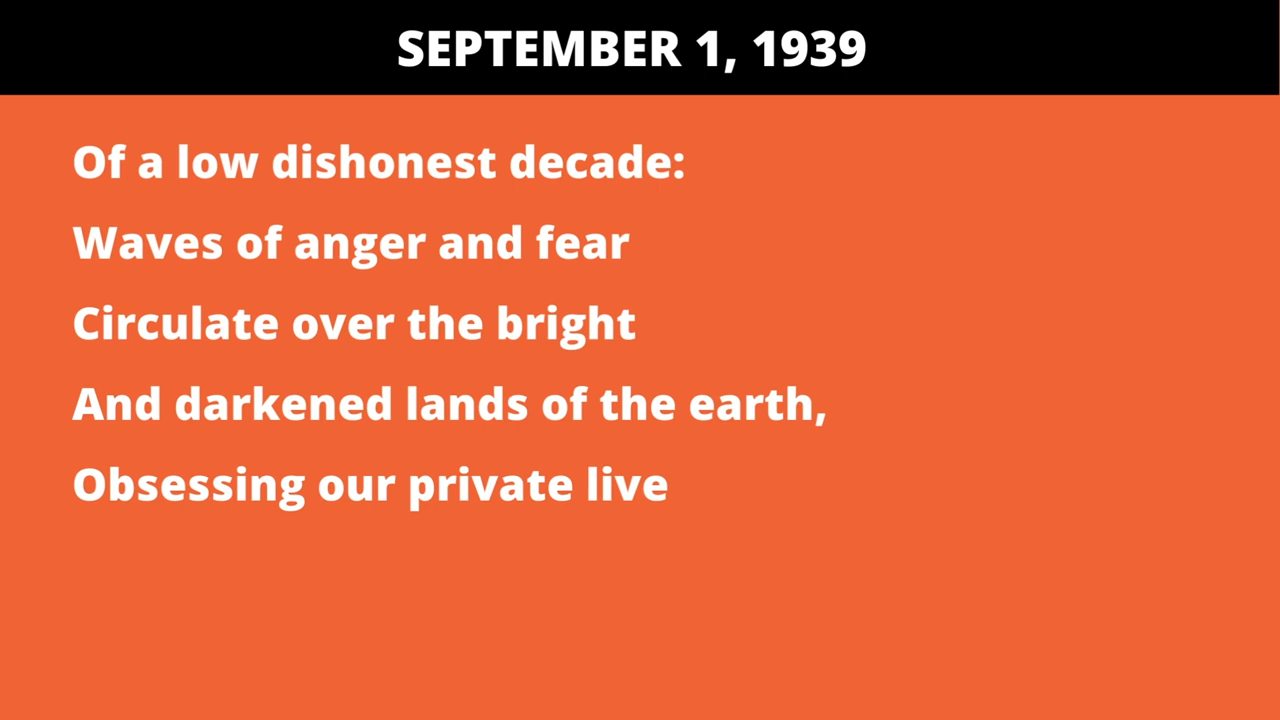 SEPTEMBER 1, 1939
Of a low dishonest decade:
Waves of anger and fear
Circulate over the bright
And darkened lands of the earth,
Obsessing our private live